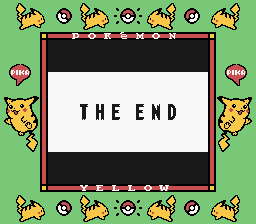 POKéMON
PIKA PIKA
THE END
YELLOW